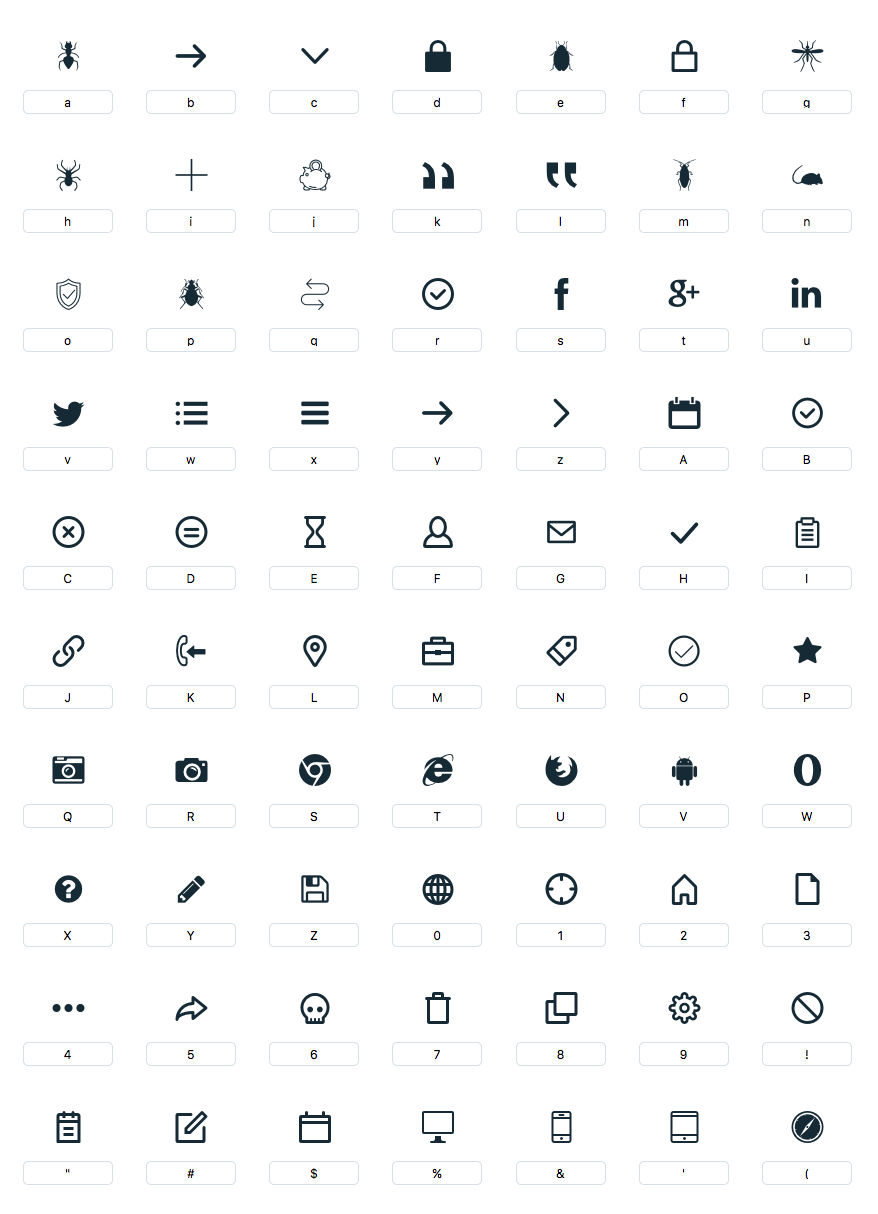 a b c d e f g
h i j k l m n
o p q r s t u
v w x y z A B
C D E F G H I
J K L M N O P
Q R S T U V W
X Y Z 0 1 2 3
4 5 6 7 8 9 !
" # $ % & ' (